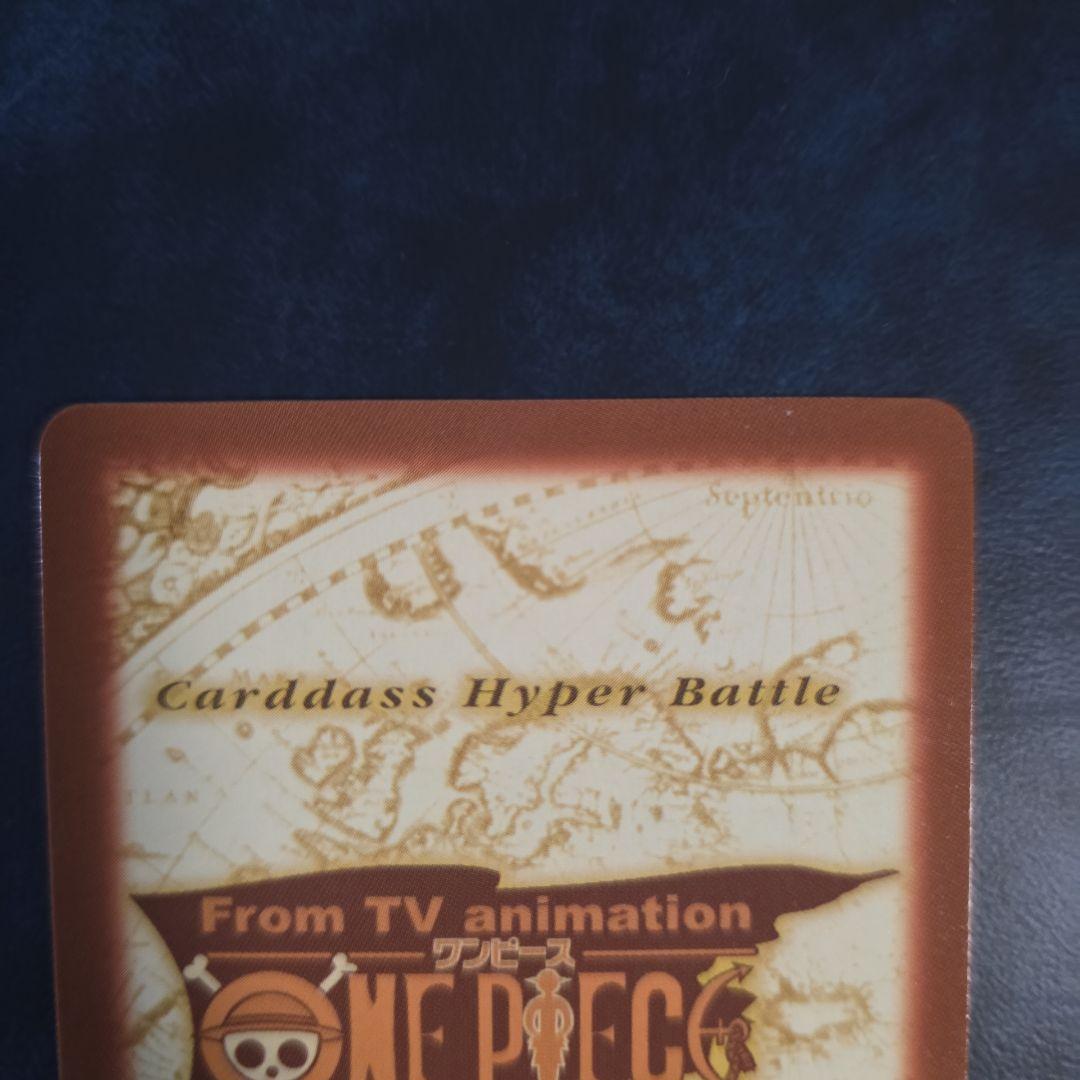 Septentrio
Carddass Hyper Battle
From TV animation
ワンピース
ONE PIECE